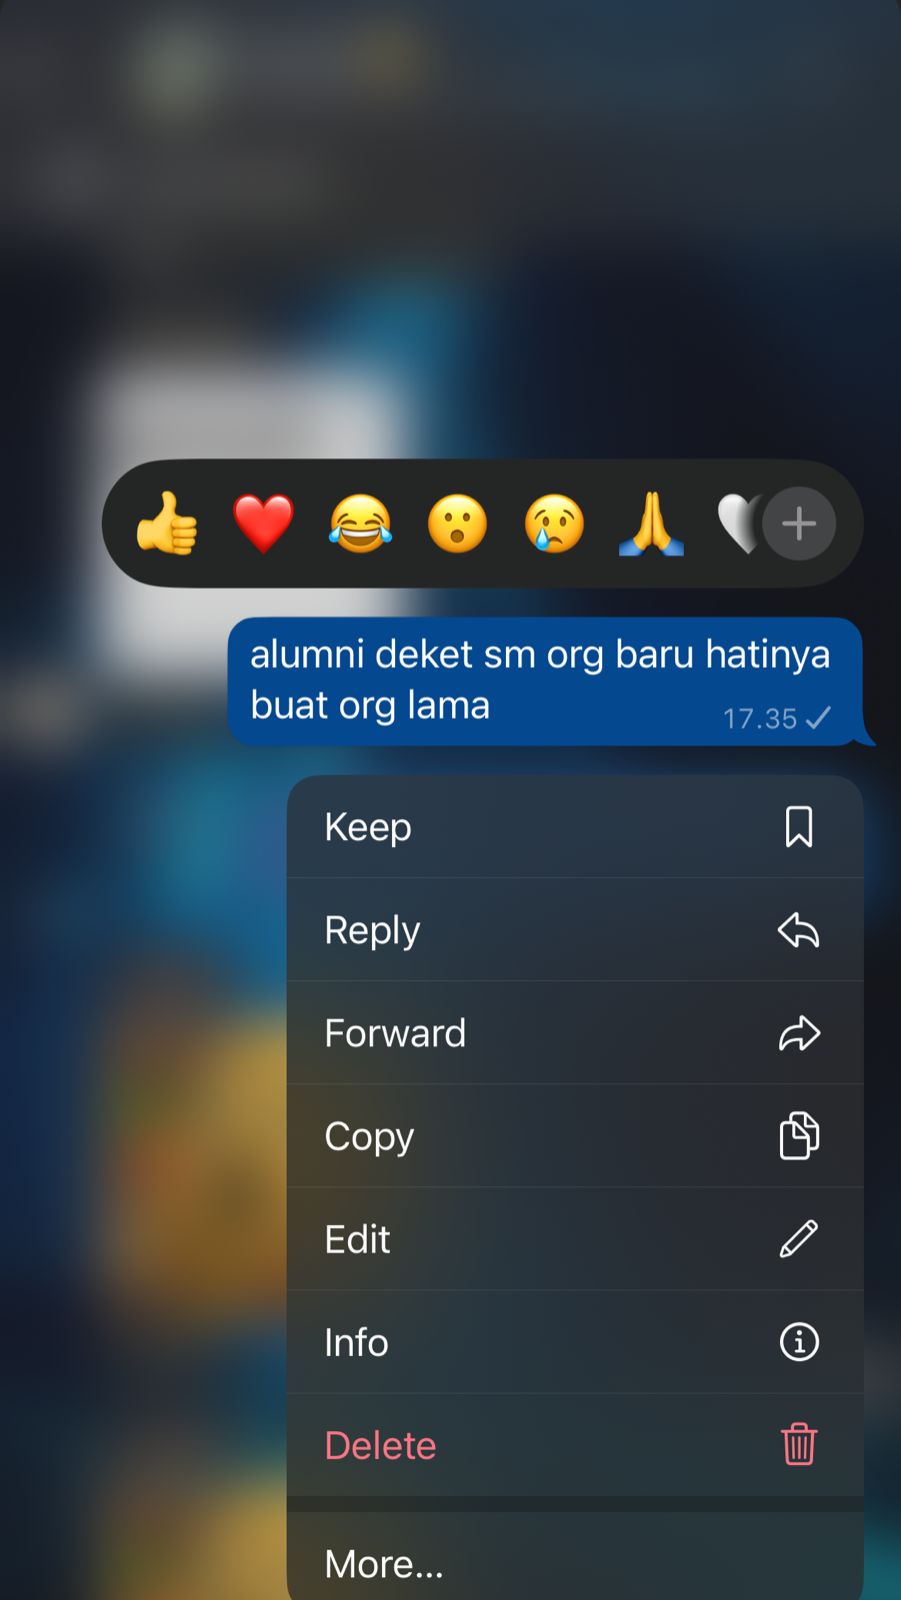 alumni deket sm org baru hatinya
buat org lama
17.35
Keep
Reply
Forward
Copy
Edit
Info
Delete
More...